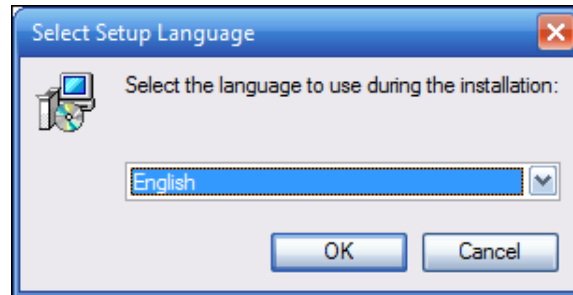 Select Setup Language
Select the language to use during the installation:
English
OK
Cancel